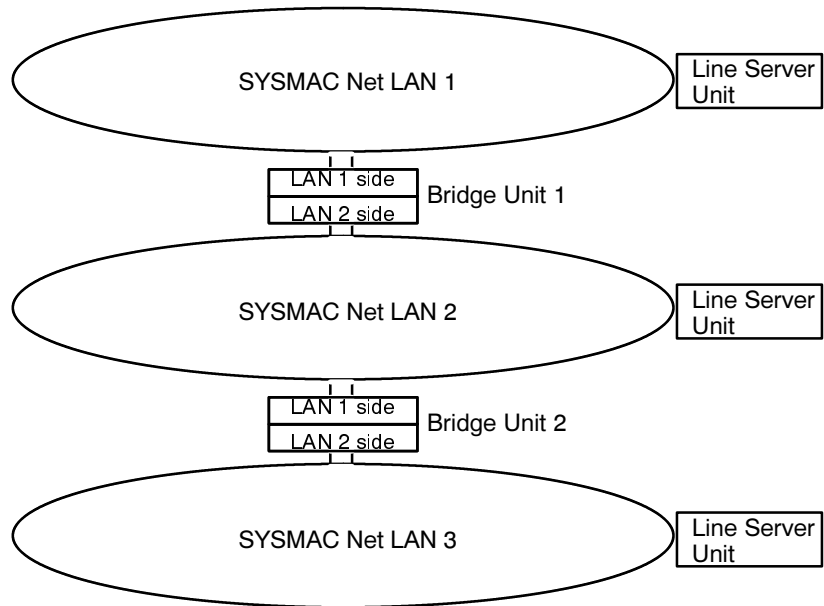 SYSMAC Net LAN 1
Line Server
Unit
LAN 1 side
Bridge Unit 1
LAN 2 side
SYSMAC Net LAN 2
Line Server
Unit
LAN 1 side
Bridge Unit 2
LAN 2 side
SYSMAC Net LAN 3
Line Server
Unit